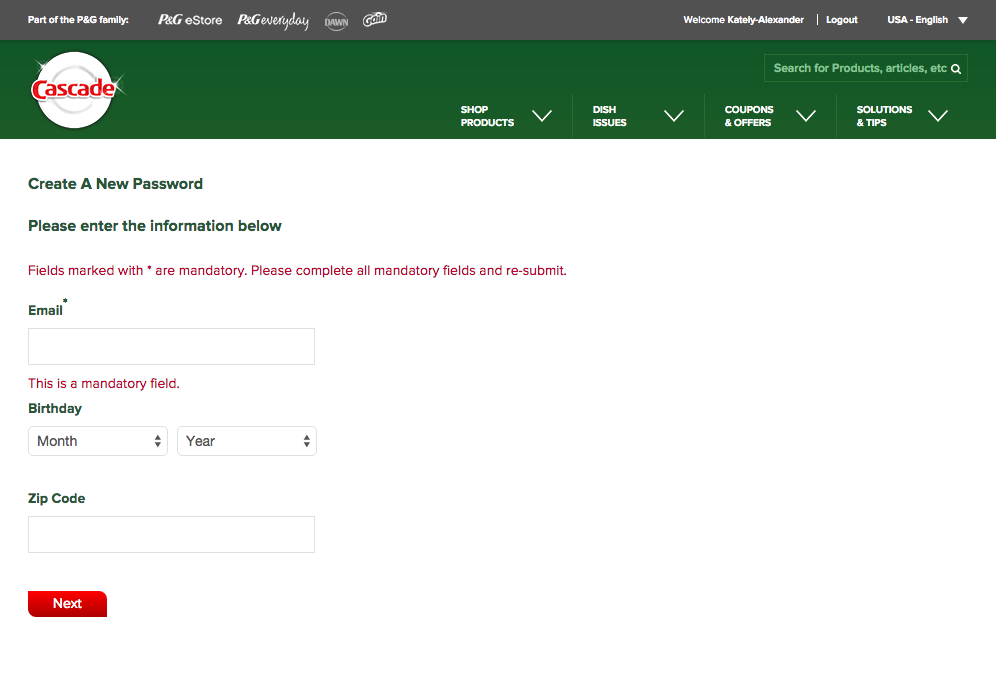 Part of the P&G family: P&G eStore P&G everyday DAWN Gain Welcome Kately-Alexander | Logout USA - English
Cascade
Search for Products, articles, etc
SHOP PRODUCTS
DISH ISSUES
COUPONS & OFFERS
SOLUTIONS & TIPS
Create A New Password
Please enter the information below
Fields marked with * are mandatory. Please complete all mandatory fields and re-submit.
Email*
This is a mandatory field.
Birthday
Month Year
Zip Code
Next